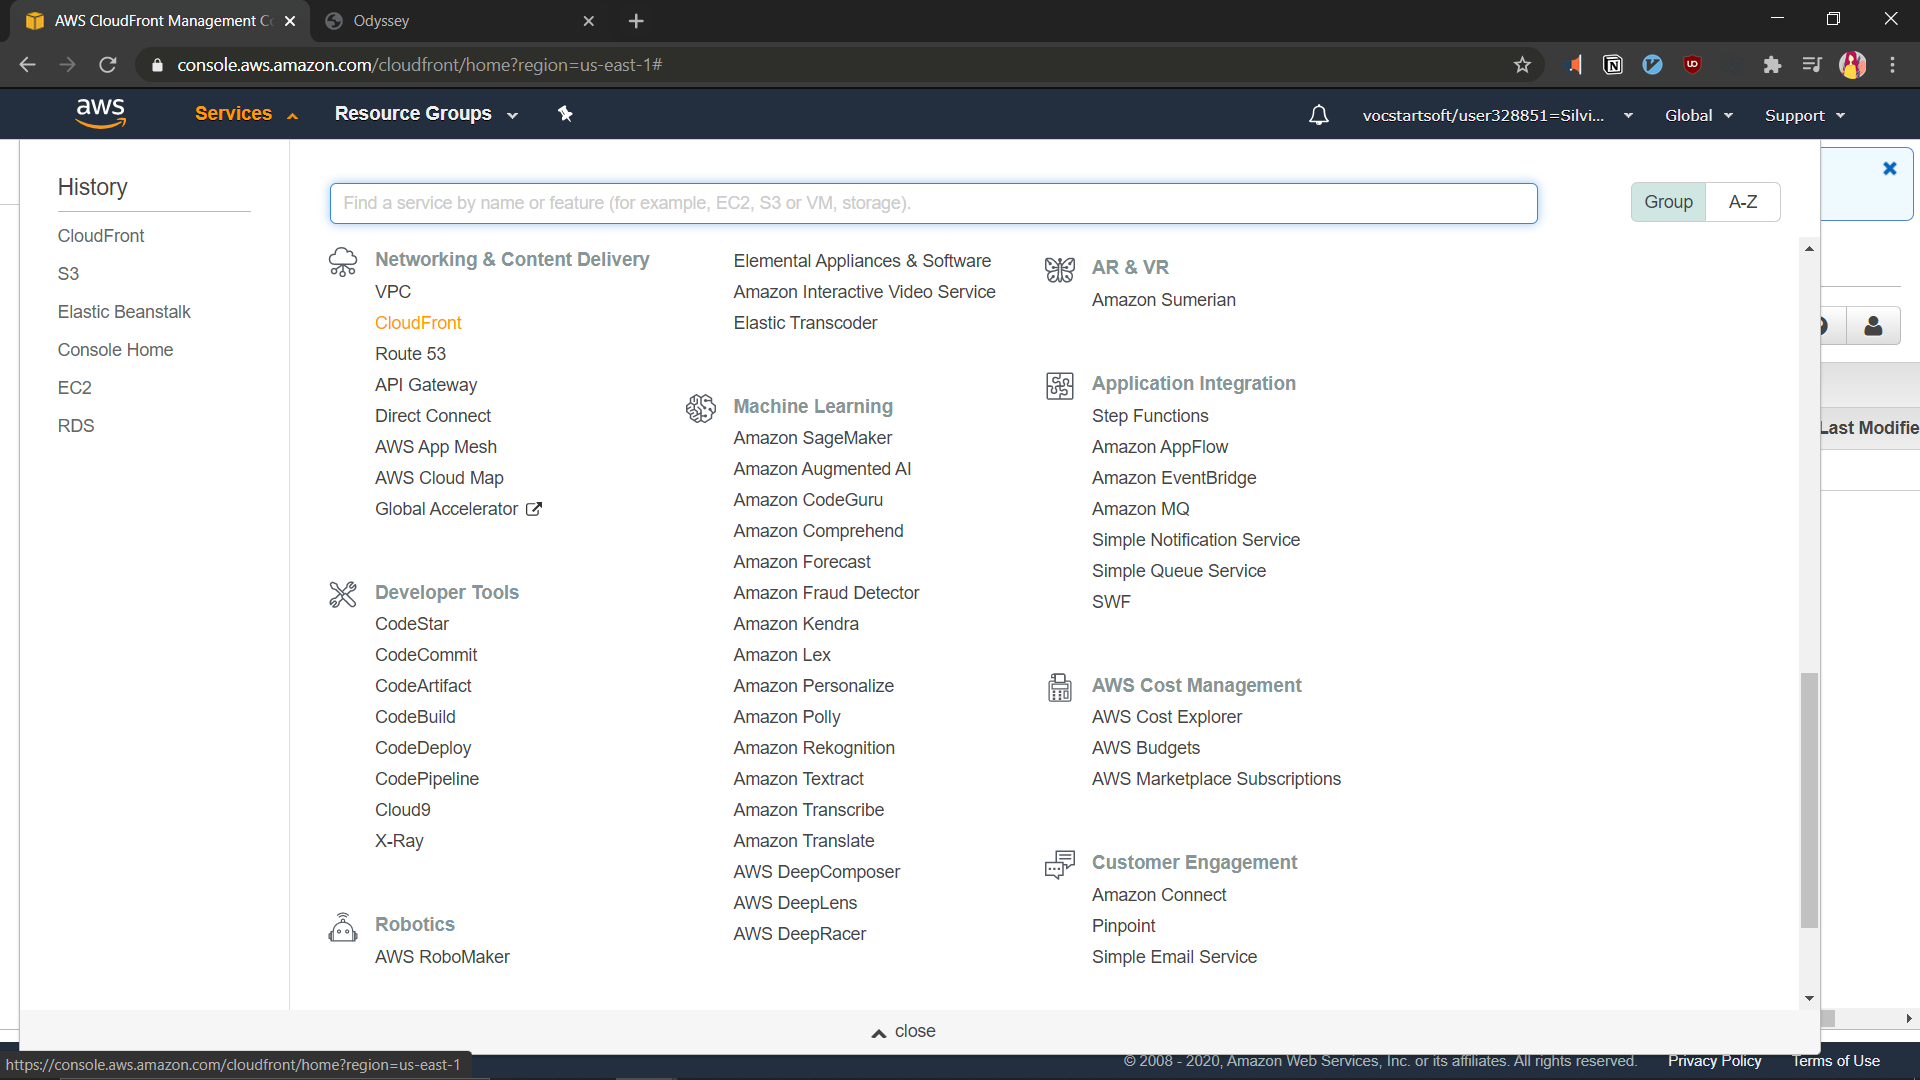 AWS CloudFront Management C
Odyssey
console.aws.amazon.com/cloudfront/home?region=us-east-1#
aws
Services
Resource Groups
vocstartsoft/user328851=Silvi...
Global
Support
History
CloudFront
S3
Elastic Beanstalk
Console Home
EC2
RDS
Find a service by name or feature (for example, EC2, S3 or VM, storage).
Group
A-Z
Networking & Content Delivery
VPC
CloudFront
Route 53
API Gateway
Direct Connect
AWS App Mesh
AWS Cloud Map
Global Accelerator
Developer Tools
CodeStar
CodeCommit
CodeArtifact
CodeBuild
CodeDeploy
CodePipeline
Cloud9
X-Ray
Robotics
AWS RoboMaker
Elemental Appliances & Software
Amazon Interactive Video Service
Elastic Transcoder
Machine Learning
Amazon SageMaker
Amazon Augmented AI
Amazon CodeGuru
Amazon Comprehend
Amazon Forecast
Amazon Fraud Detector
Amazon Kendra
Amazon Lex
Amazon Personalize
Amazon Polly
Amazon Rekognition
Amazon Textract
Amazon Transcribe
Amazon Translate
AWS DeepComposer
AWS DeepLens
AWS DeepRacer
AR & VR
Amazon Sumerian
Application Integration
Step Functions
Amazon AppFlow
Amazon EventBridge
Amazon MQ
Simple Notification Service
Simple Queue Service
SWF
AWS Cost Management
AWS Cost Explorer
AWS Budgets
AWS Marketplace Subscriptions
Customer Engagement
Amazon Connect
Pinpoint
Simple Email Service
Last Modifie
close
https://console.aws.amazon.com/cloudfront/home?region=us-east-1
© 2008 - 2020, Amazon Web Services, Inc. or its affiliates. All rights reserved.
Privacy Policy
Terms of Use